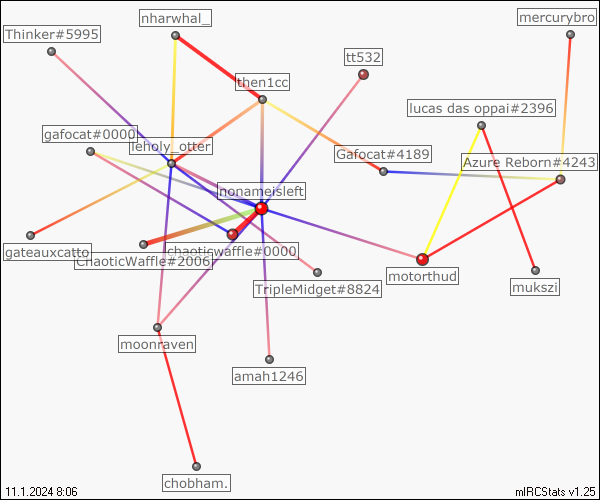 nharwhal_
mercurybro
Thinker#5995
tt532
then1cc
lucas das oppai#2396
gafocat#0000
leholy_otter
Gafocat#4189
Azure Reborn#4243
honameisleft
gateauxcatto
ChaoticWaffle#2006
chaoticwaffle#0000
motorthud
TripleMidget#8824
mukszi
moonraven
amah1246
chobham.
11.1.2024 8:06
mIRCStats v1.25